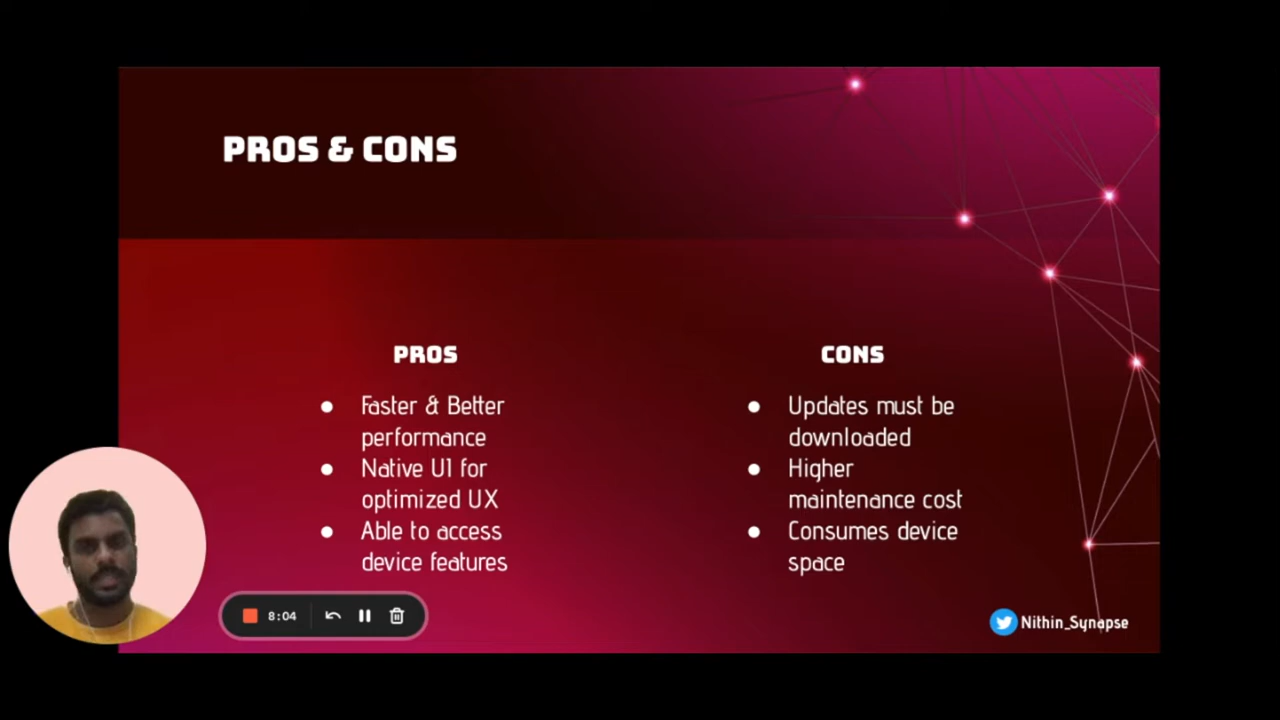 PROS & CONS
PROS
● Faster & Better
performance
● Native UI for
optimized UX
● Able to access
device features
CONS
● Updates must be
downloaded
● Higher
maintenance cost
● Consumes device
space
8:04
Nithin_Synapse